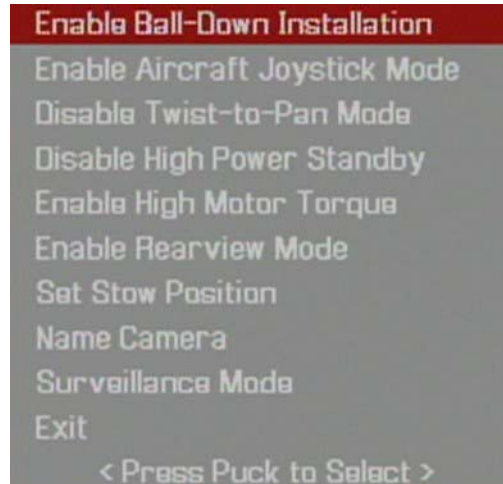 Enable Ball-Down Installation
Enable Aircraft Joystick Mode
Disable Twist-to-Pan Mode
Disable High Power Standby
Enable High Motor Torque
Enable Rearview Mode
Set Stow Position
Name Camera
Surveillance Mode
Exit
< Press Puck to Select >